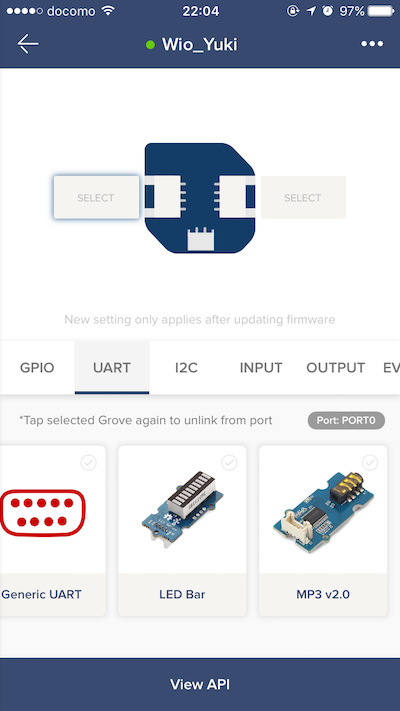 docomo 22:04 97%
Wio_Yuki
SELECT SELECT
New setting only applies after updating firmware
GPIO UART I2C INPUT OUTPUT EV
*Tap selected Grove again to unlink from port Port: PORT0
Generic UART LED Bar MP3 v2.0
View API